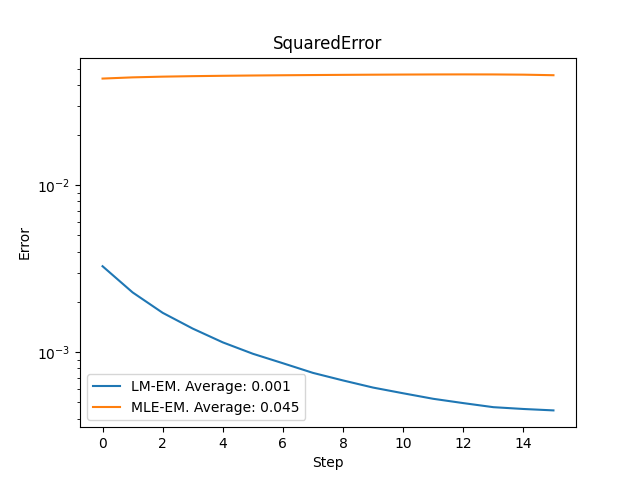 SquaredError
Error
10⁻²
10⁻³
LM-EM. Average: 0.001
MLE-EM. Average: 0.045
0 2 4 6 8 10 12 14
Step